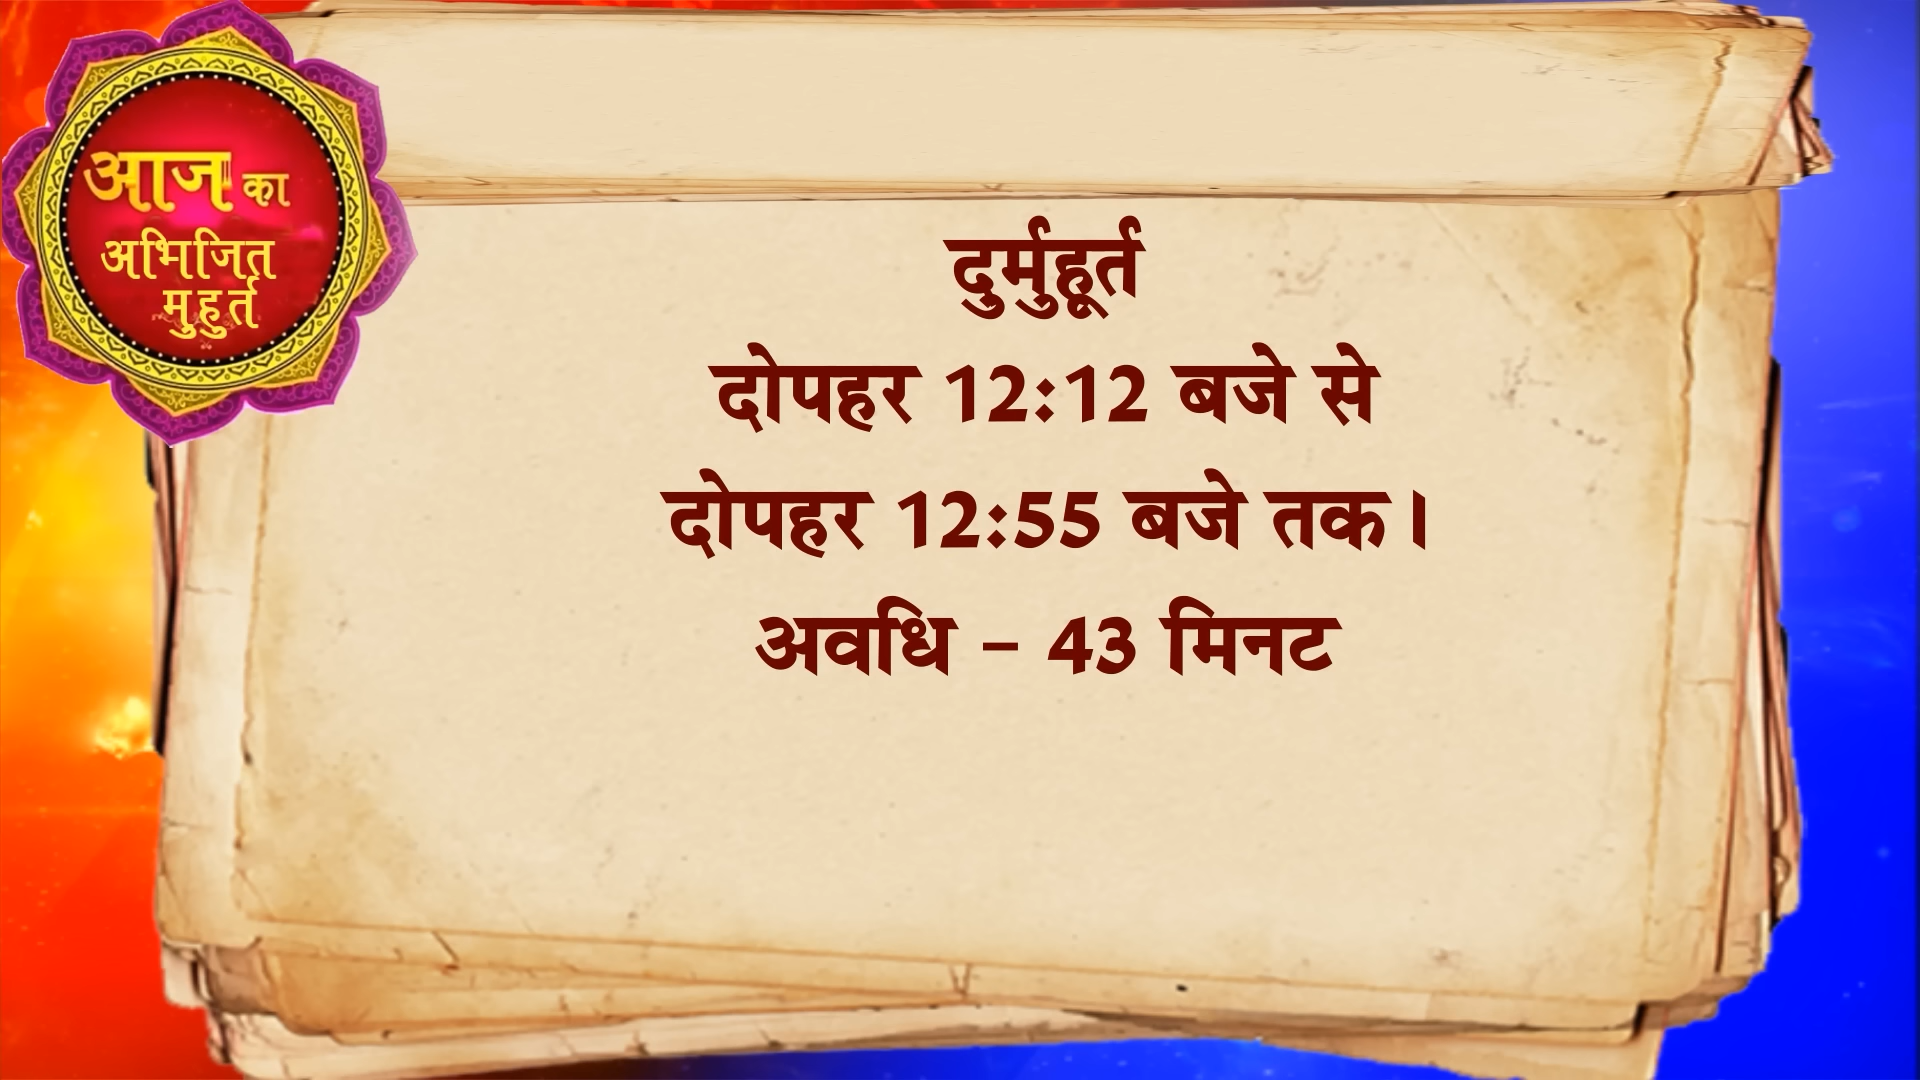 आज का
अभिजित
मुहुर्त
दुर्मुहूर्त
दोपहर 12:12 बजे से
दोपहर 12:55 बजे तक।
अवधि - 43 मिनट